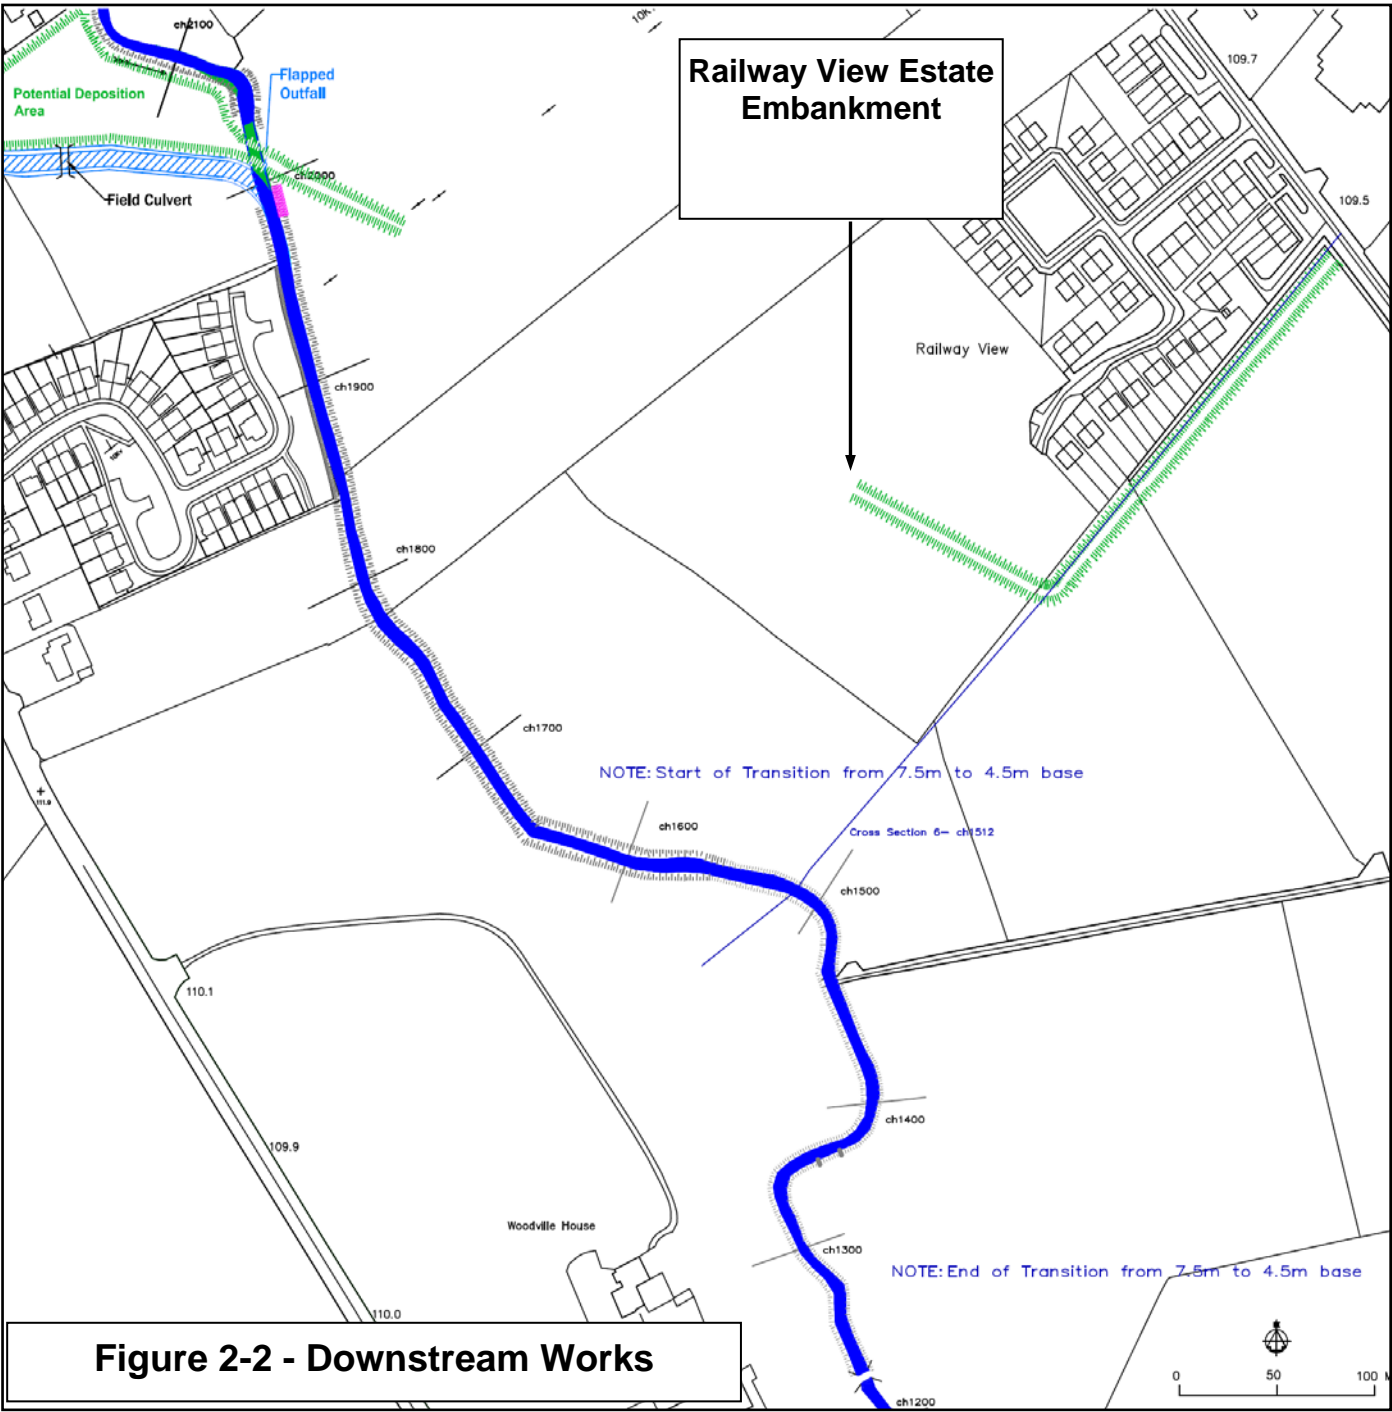 ch2100
10K
Railway View Estate
Embankment
109.7
Flapped
Outfall
Potential Deposition
Area
ch2000
Field Culvert
109.5
Railway View
ch1900
ch1800
ch1700
NOTE: Start of Transition from 7.5m to 4.5m base
111.9
ch1600
Cross Section 6- ch1512
ch1500
110.1
ch1400
109.9
Woodville House
ch1300
NOTE: End of Transition from 7.5m to 4.5m base
110.0
Figure 2-2 - Downstream Works
0 50 100
ch1200